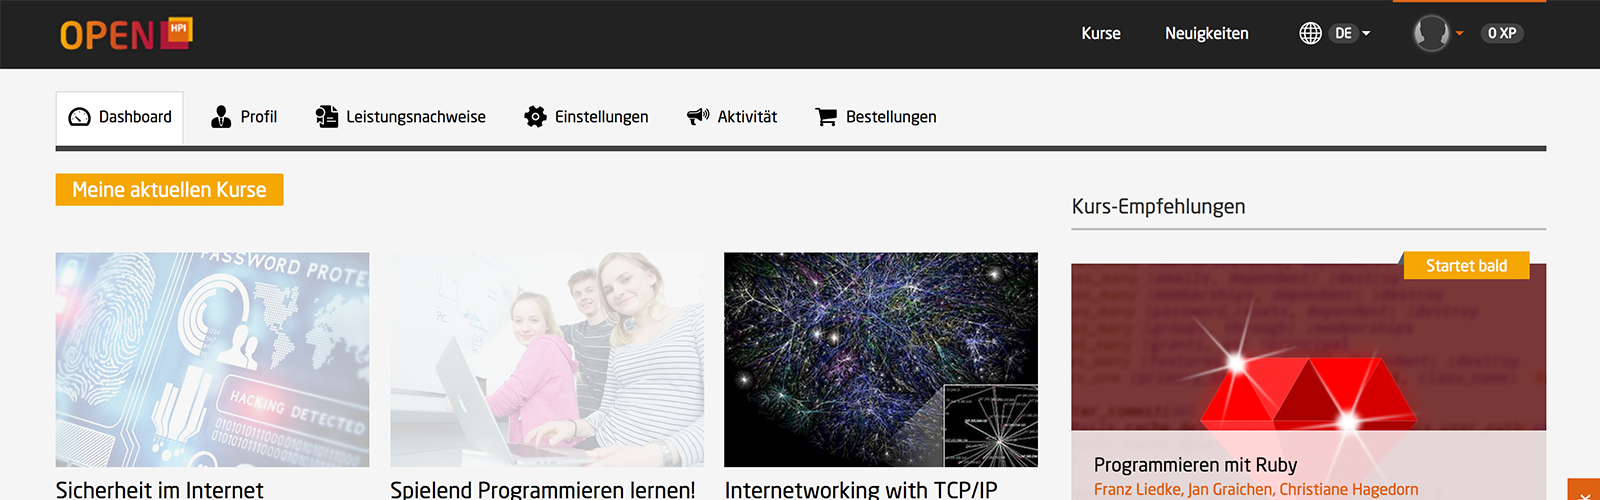 OPEN HPI
Kurse
Neuigkeiten
DE
0 XP
Dashboard
Profil
Leistungsnachweise
Einstellungen
Aktivität
Bestellungen
Meine aktuellen Kurse
PASSWORD PROTE
HACKING DETECTED
Sicherheit im Internet
Spielend Programmieren lernen!
Internetworking with TCP/IP
Kurs-Empfehlungen
Startet bald
Programmieren mit Ruby
Franz Liedke, Jan Graichen, Christiane Hagedorn